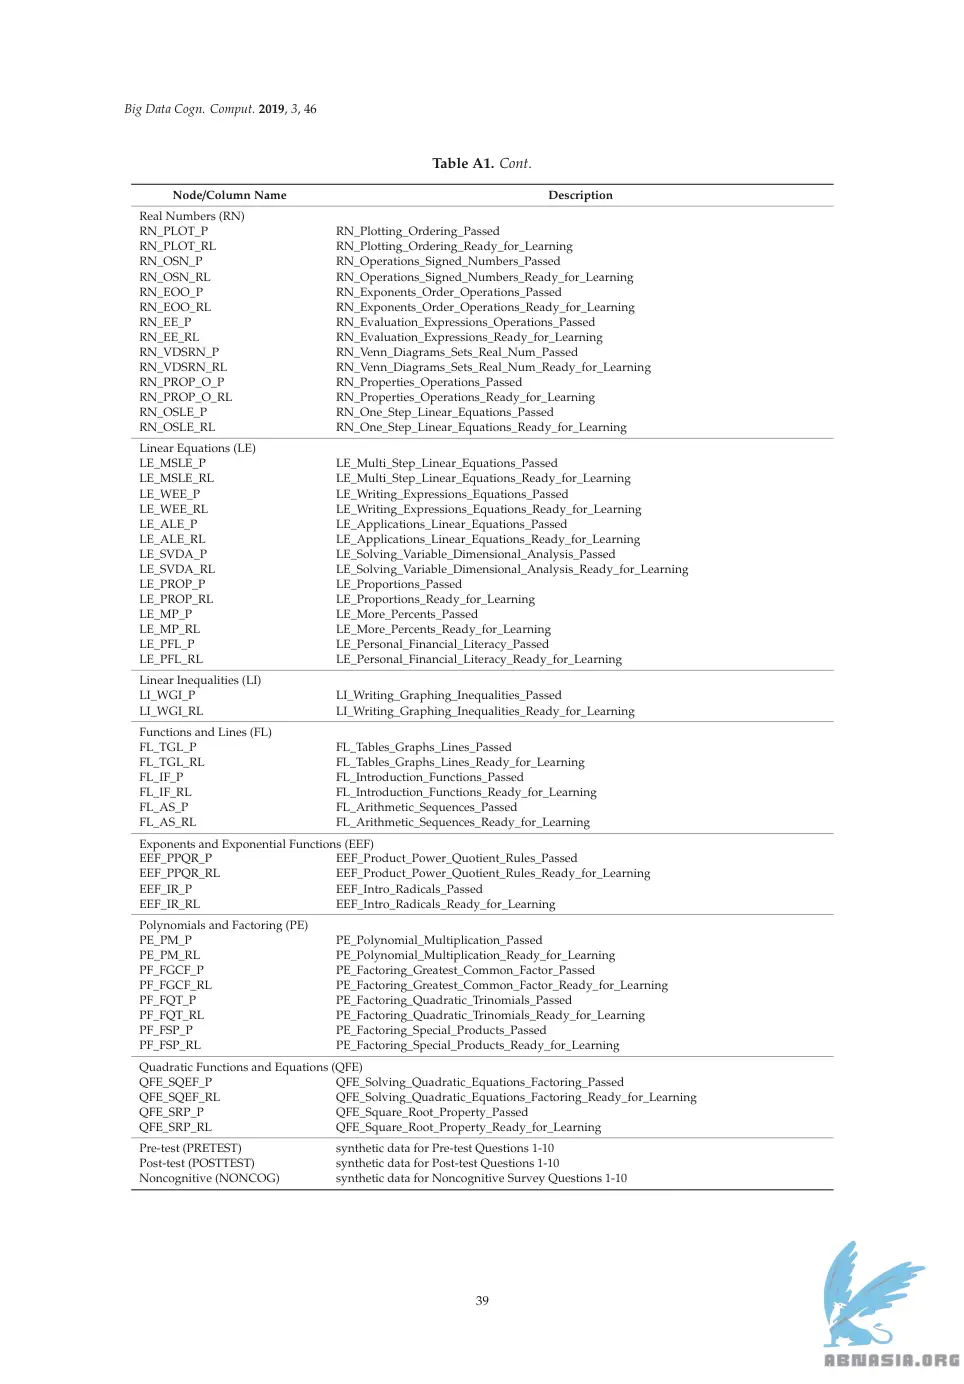 Big Data Cogn. Comput. 2019, 3, 46
Table A1. Cont.
Node/Column Name Description
Real Numbers (RN)
RN_PLOT_P RN_Plotting_Ordering_Passed
RN_PLOT_RL RN_Plotting_Ordering_Ready_for_Learning
RN_OSN_P RN_Operations_Signed_Numbers_Passed
RN_OSN_RL RN_Operations_Signed_Numbers_Ready_for_Learning
RN_EOO_P RN_Exponents_Order_Operations_Passed
RN_EOO_RL RN_Exponents_Order_Operations_Ready_for_Learning
RN_EE_P RN_Evaluation_Expressions_Operations_Passed
RN_EE_RL RN_Evaluation_Expressions_Ready_for_Learning
RN_VDSRN_P RN_Venn_Diagrams_Sets_Real_Num_Passed
RN_VDSRN_RL RN_Venn_Diagrams_Sets_Real_Num_Ready_for_Learning
RN_PROP_O_P RN_Properties_Operations_Passed
RN_PROP_O_RL RN_Properties_Operations_Ready_for_Learning
RN_OSLE_P RN_One_Step_Linear_Equations_Passed
RN_OSLE_RL RN_One_Step_Linear_Equations_Ready_for_Learning
Linear Equations (LE)
LE_MSLE_P LE_Multi_Step_Linear_Equations_Passed
LE_MSLE_RL LE_Multi_Step_Linear_Equations_Ready_for_Learning
LE_WEE_P LE_Writing_Expressions_Equations_Passed
LE_WEE_RL LE_Writing_Expressions_Equations_Ready_for_Learning
LE_ALE_P LE_Applications_Linear_Equations_Passed
LE_ALE_RL LE_Applications_Linear_Equations_Ready_for_Learning
LE_SVDA_P LE_Solving_Variable_Dimensional_Analysis_Passed
LE_SVDA_RL LE_Solving_Variable_Dimensional_Analysis_Ready_for_Learning
LE_PROP_P LE_Proportions_Passed
LE_PROP_RL LE_Proportions_Ready_for_Learning
LE_MP_P LE_More_Percents_Passed
LE_MP_RL LE_More_Percents_Ready_for_Learning
LE_PFL_P LE_Personal_Financial_Literacy_Passed
LE_PFL_RL LE_Personal_Financial_Literacy_Ready_for_Learning
Linear Inequalities (LI)
LI_WGI_P LI_Writing_Graphing_Inequalities_Passed
LI_WGI_RL LI_Writing_Graphing_Inequalities_Ready_for_Learning
Functions and Lines (FL)
FL_TGL_P FL_Tables_Graphs_Lines_Passed
FL_TGL_RL FL_Tables_Graphs_Lines_Ready_for_Learning
FL_IF_P FL_Introduction_Functions_Passed
FL_IF_RL FL_Introduction_Functions_Ready_for_Learning
FL_AS_P FL_Arithmetic_Sequences_Passed
FL_AS_RL FL_Arithmetic_Sequences_Ready_for_Learning
Exponents and Exponential Functions (EEF)
EEF_PPQR_P EEF_Product_Power_Quotient_Rules_Passed
EEF_PPQR_RL EEF_Product_Power_Quotient_Rules_Ready_for_Learning
EEF_IR_P EEF_Intro_Radicals_Passed
EEF_IR_RL EEF_Intro_Radicals_Ready_for_Learning
Polynomials and Factoring (PE)
PE_PM_P PE_Polynomial_Multiplication_Passed
PE_PM_RL PE_Polynomial_Multiplication_Ready_for_Learning
PF_FGCF_P PE_Factoring_Greatest_Common_Factor_Passed
PF_FGCF_RL PE_Factoring_Greatest_Common_Factor_Ready_for_Learning
PF_FQT_P PE_Factoring_Quadratic_Trinomials_Passed
PF_FQT_RL PE_Factoring_Quadratic_Trinomials_Ready_for_Learning
PF_FSP_P PE_Factoring_Special_Products_Passed
PF_FSP_RL PE_Factoring_Special_Products_Ready_for_Learning
Quadratic Functions and Equations (QFE)
QFE_SQEF_P QFE_Solving_Quadratic_Equations_Factoring_Passed
QFE_SQEF_RL QFE_Solving_Quadratic_Equations_Factoring_Ready_for_Learning
QFE_SRP_P QFE_Square_Root_Property_Passed
QFE_SRP_RL QFE_Square_Root_Property_Ready_for_Learning
Pre-test (PRETEST) synthetic data for Pre-test Questions 1-10
Post-test (POSTTEST) synthetic data for Post-test Questions 1-10
Noncognitive (NONCOG) synthetic data for Noncognitive Survey Questions 1-10
39
ABNASIA.ORG